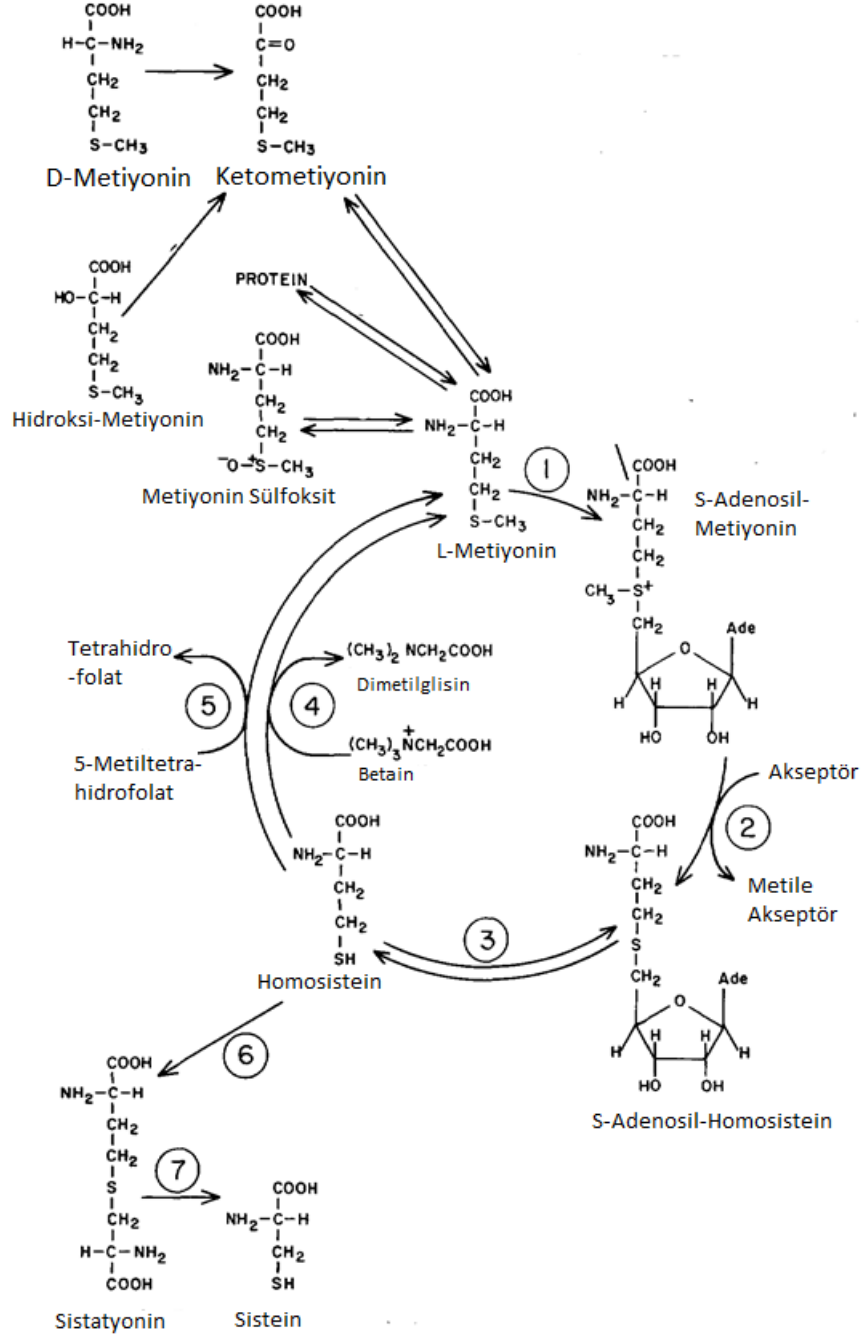 COOH
H-C-NH₂
CH₂
CH₂
S-CH₃
D-Metiyonin
COOH
C=O
CH₂
CH₂
S-CH₃
Ketometiyonin
COOH
HO-C-H
CH₂
CH₂
S-CH₃
Hidroksi-Metiyonin
PROTEIN
COOH
NH₂-C-H
CH₂
CH₂
⁻O-S⁺-CH₃
Metiyonin Sülfoksit
COOH
NH₂-C-H
CH₂
CH₂
S-CH₃
L-Metiyonin
1
COOH
NH₂-C-H
CH₂
CH₂
CH₃-S⁺
CH₂
O
Ade
H
H
H
H
HO
OH
S-Adenosil-
Metiyonin
Tetrahidro
-folat
5
5-Metiltetra-
hidrofolat
4
(CH₃)₂ NCH₂COOH
Dimetilglisin
(CH₃)₃N⁺CH₂COOH
Betain
Akseptör
2
Metile
Akseptör
COOH
NH₂-C-H
CH₂
CH₂
SH
Homosistein
3
COOH
NH₂-C-H
CH₂
CH₂
S
CH₂
O
Ade
H
H
H
H
HO
OH
S-Adenosil-Homosistein
6
COOH
NH₂-C-H
CH₂
CH₂
S
CH₂
H-C-NH₂
COOH
Sistatyonin
7
COOH
NH₂-C-H
CH₂
SH
Sistein